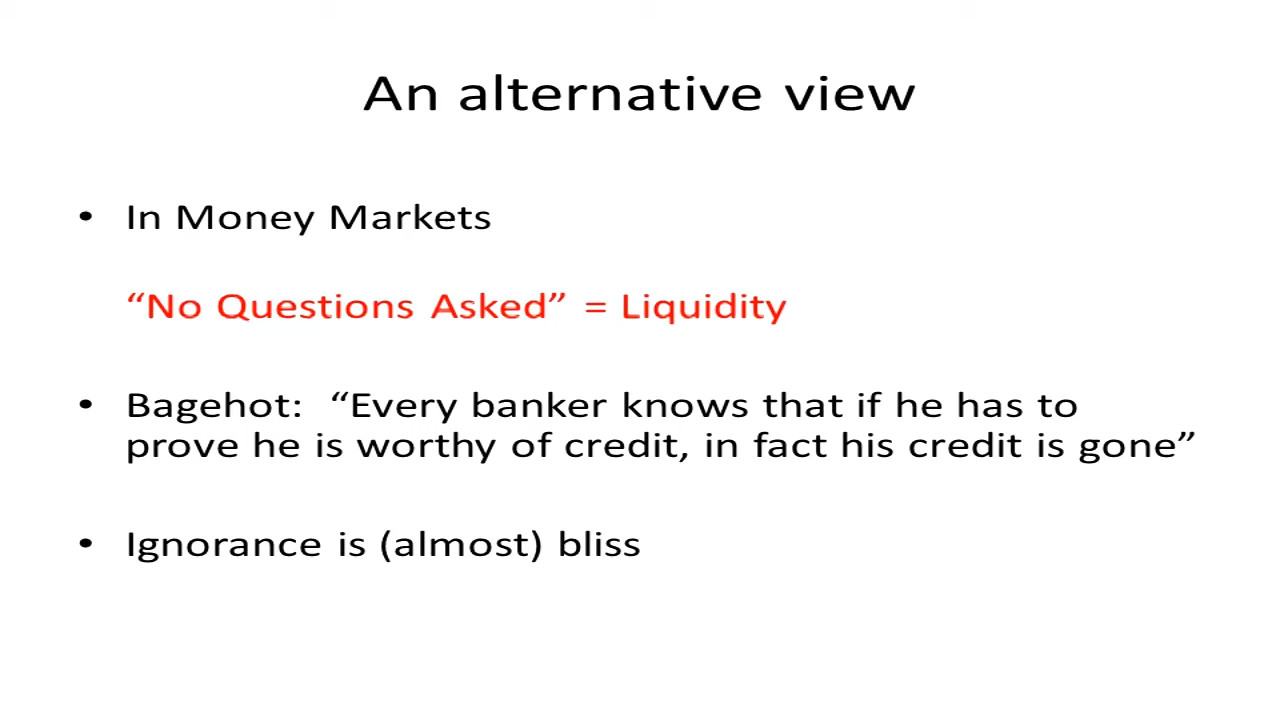 An alternative view
• In Money Markets
“No Questions Asked” = Liquidity
• Bagehot: “Every banker knows that if he has to
prove he is worthy of credit, in fact his credit is gone”
• Ignorance is (almost) bliss